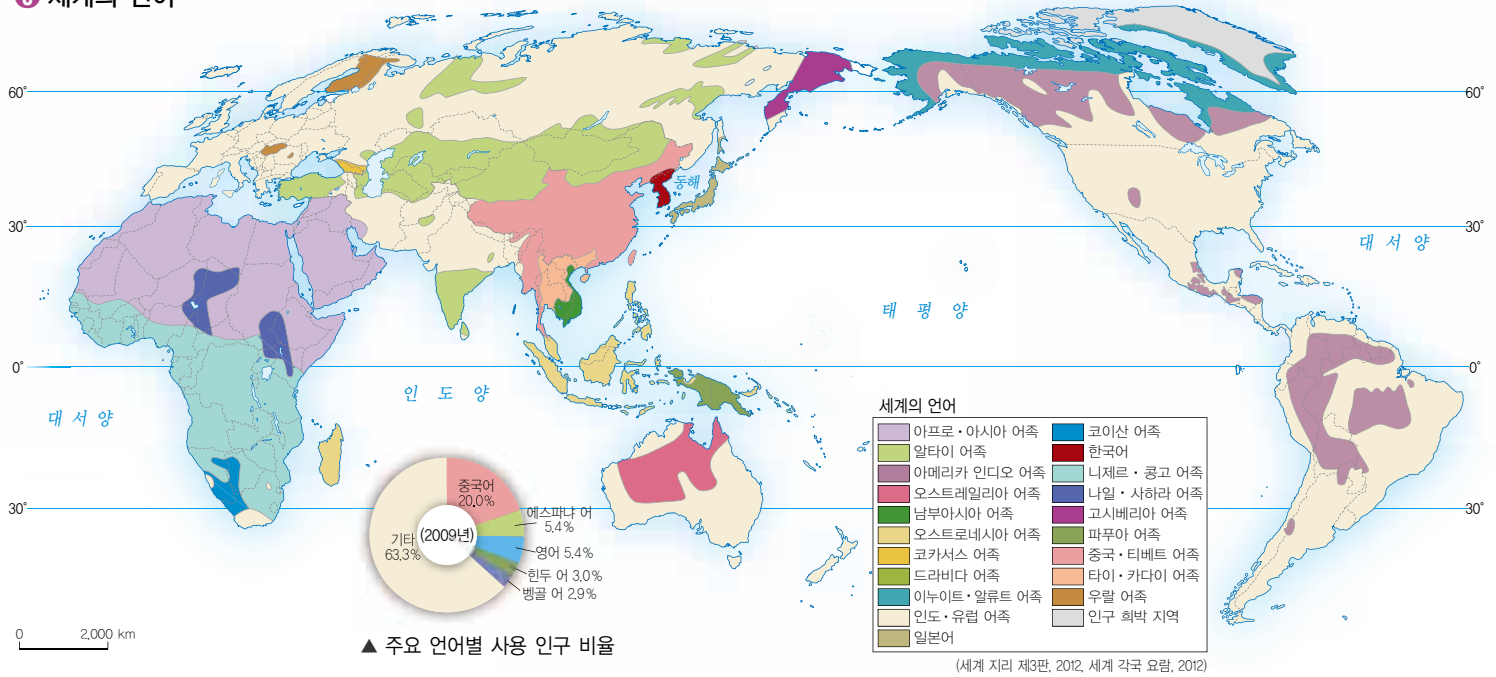 6 세계의 언어
60°
60°
동해
30°
30°
대서양
태평양
0°
0°
인도양
대서양
30°
30°
세계의 언어
아프로•아시아 어족
코이산 어족
알타이 어족
한국어
아메리카 인디오 어족
니제르•콩고 어족
오스트레일리아 어족
나일•사하라 어족
남부아시아 어족
고시베리아 어족
오스트로네시아 어족
파푸아 어족
코카서스 어족
중국•티베트 어족
드라비다 어족
타이•카다이 어족
이누이트•알류트 어족
우랄 어족
인도•유럽 어족
인구 희박 지역
일본어
(세계 지리 제3판, 2012, 세계 각국 요람, 2012)
중국어
20.0%
에스파냐 어
5.4%
영어 5.4%
힌두 어 3.0%
벵골 어 2.9%
기타
63.3%
(2009년)
▲ 주요 언어별 사용 인구 비율
0 2,000 km